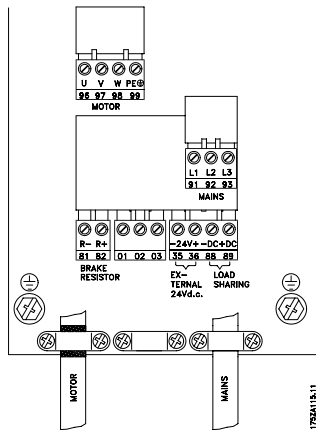 U V W PE
96 97 98 99
MOTOR
L1 L2 L3
91 92 93
MAINS
R- R+
81 82
BRAKE
RESISTOR
01 02 03
-24V+ -DC+DC
35 36 88 89
EX-
TERNAL
24Vd.c.
LOAD
SHARING
MOTOR
MAINS
175ZA115.11